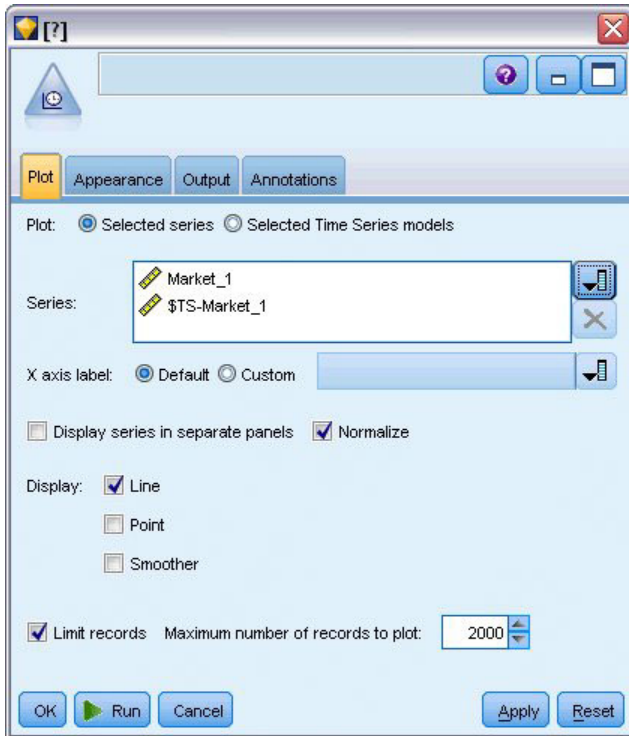 [?]
Plot Appearance Output Annotations
Plot: Selected series Selected Time Series models
Series:
Market_1
$TS-Market_1
X axis label: Default Custom
Display series in separate panels Normalize
Display: Line
Point
Smoother
Limit records Maximum number of records to plot: 2000
OK Run Cancel Apply Reset